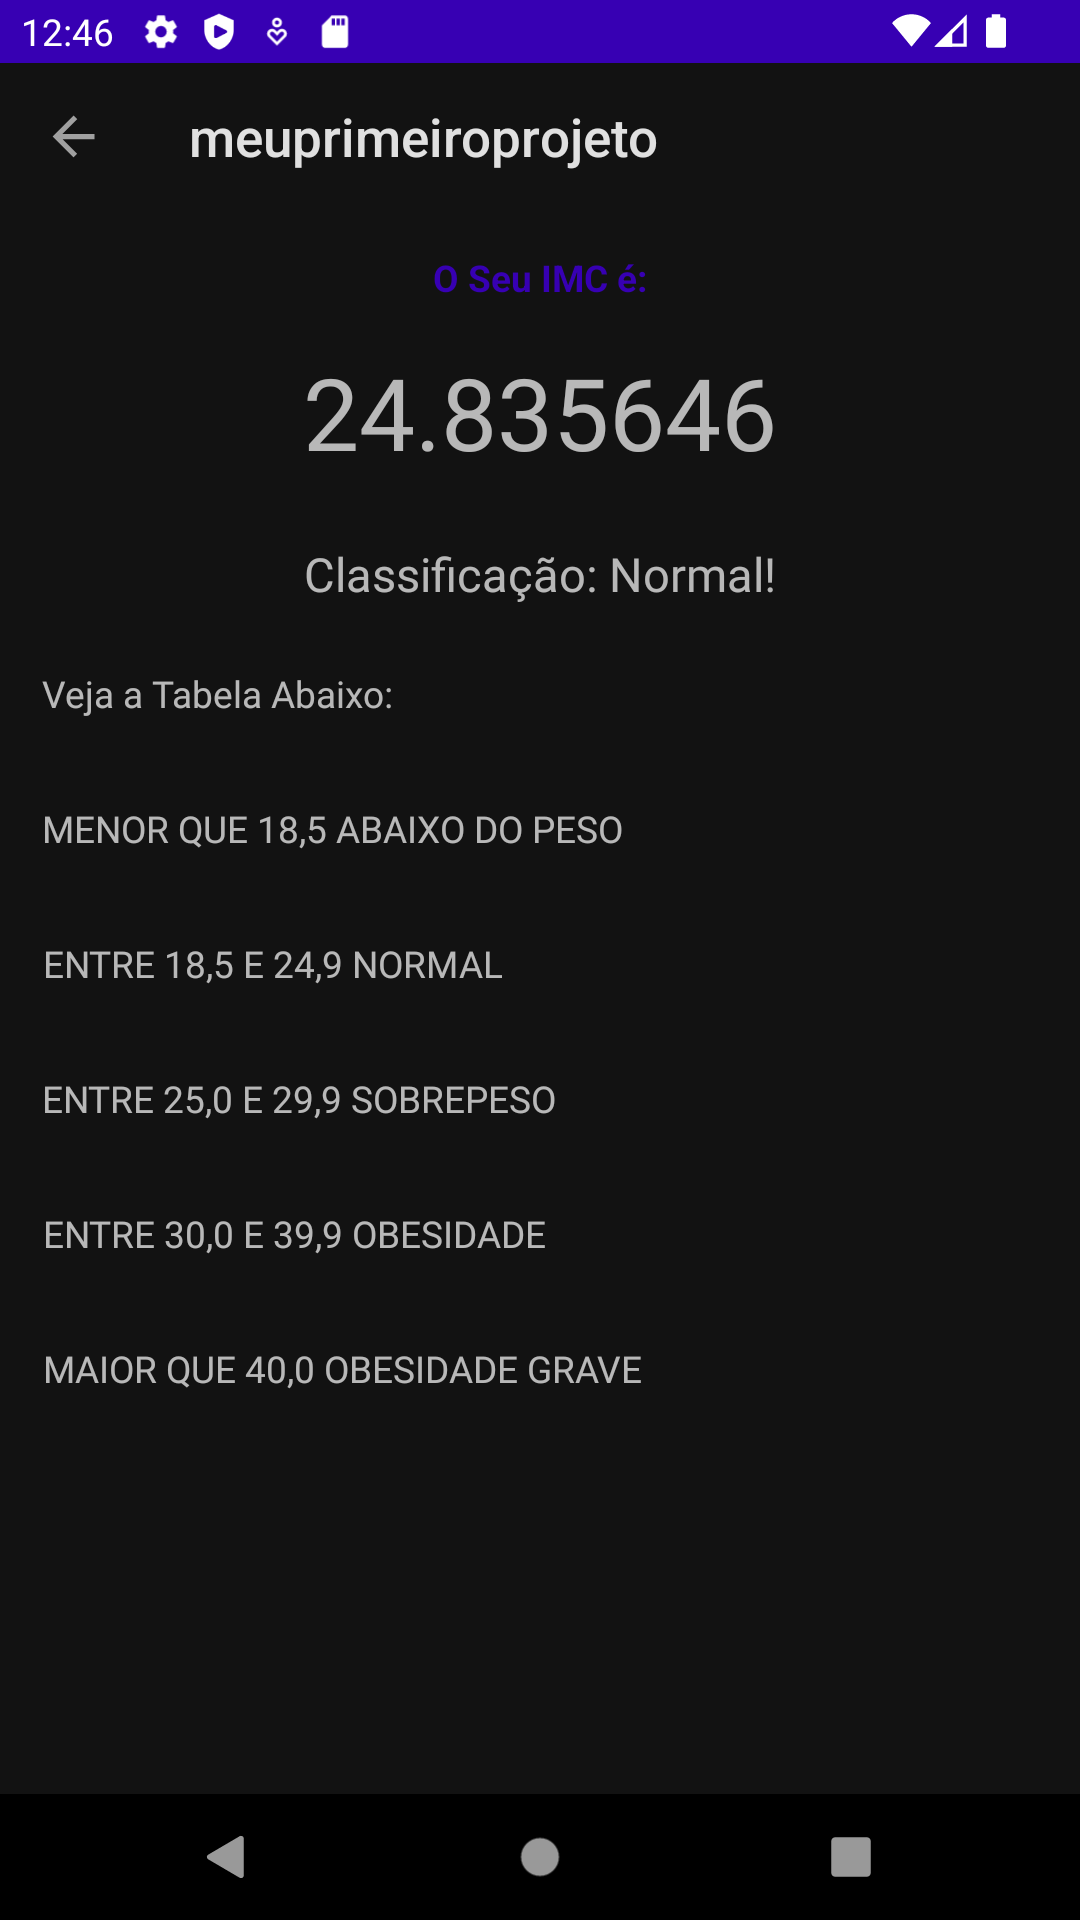 12:46
meuprimeiroprojeto
O Seu IMC é:
24.835646
Classificação: Normal!
Veja a Tabela Abaixo:
MENOR QUE 18,5 ABAIXO DO PESO
ENTRE 18,5 E 24,9 NORMAL
ENTRE 25,0 E 29,9 SOBREPESO
ENTRE 30,0 E 39,9 OBESIDADE
MAIOR QUE 40,0 OBESIDADE GRAVE